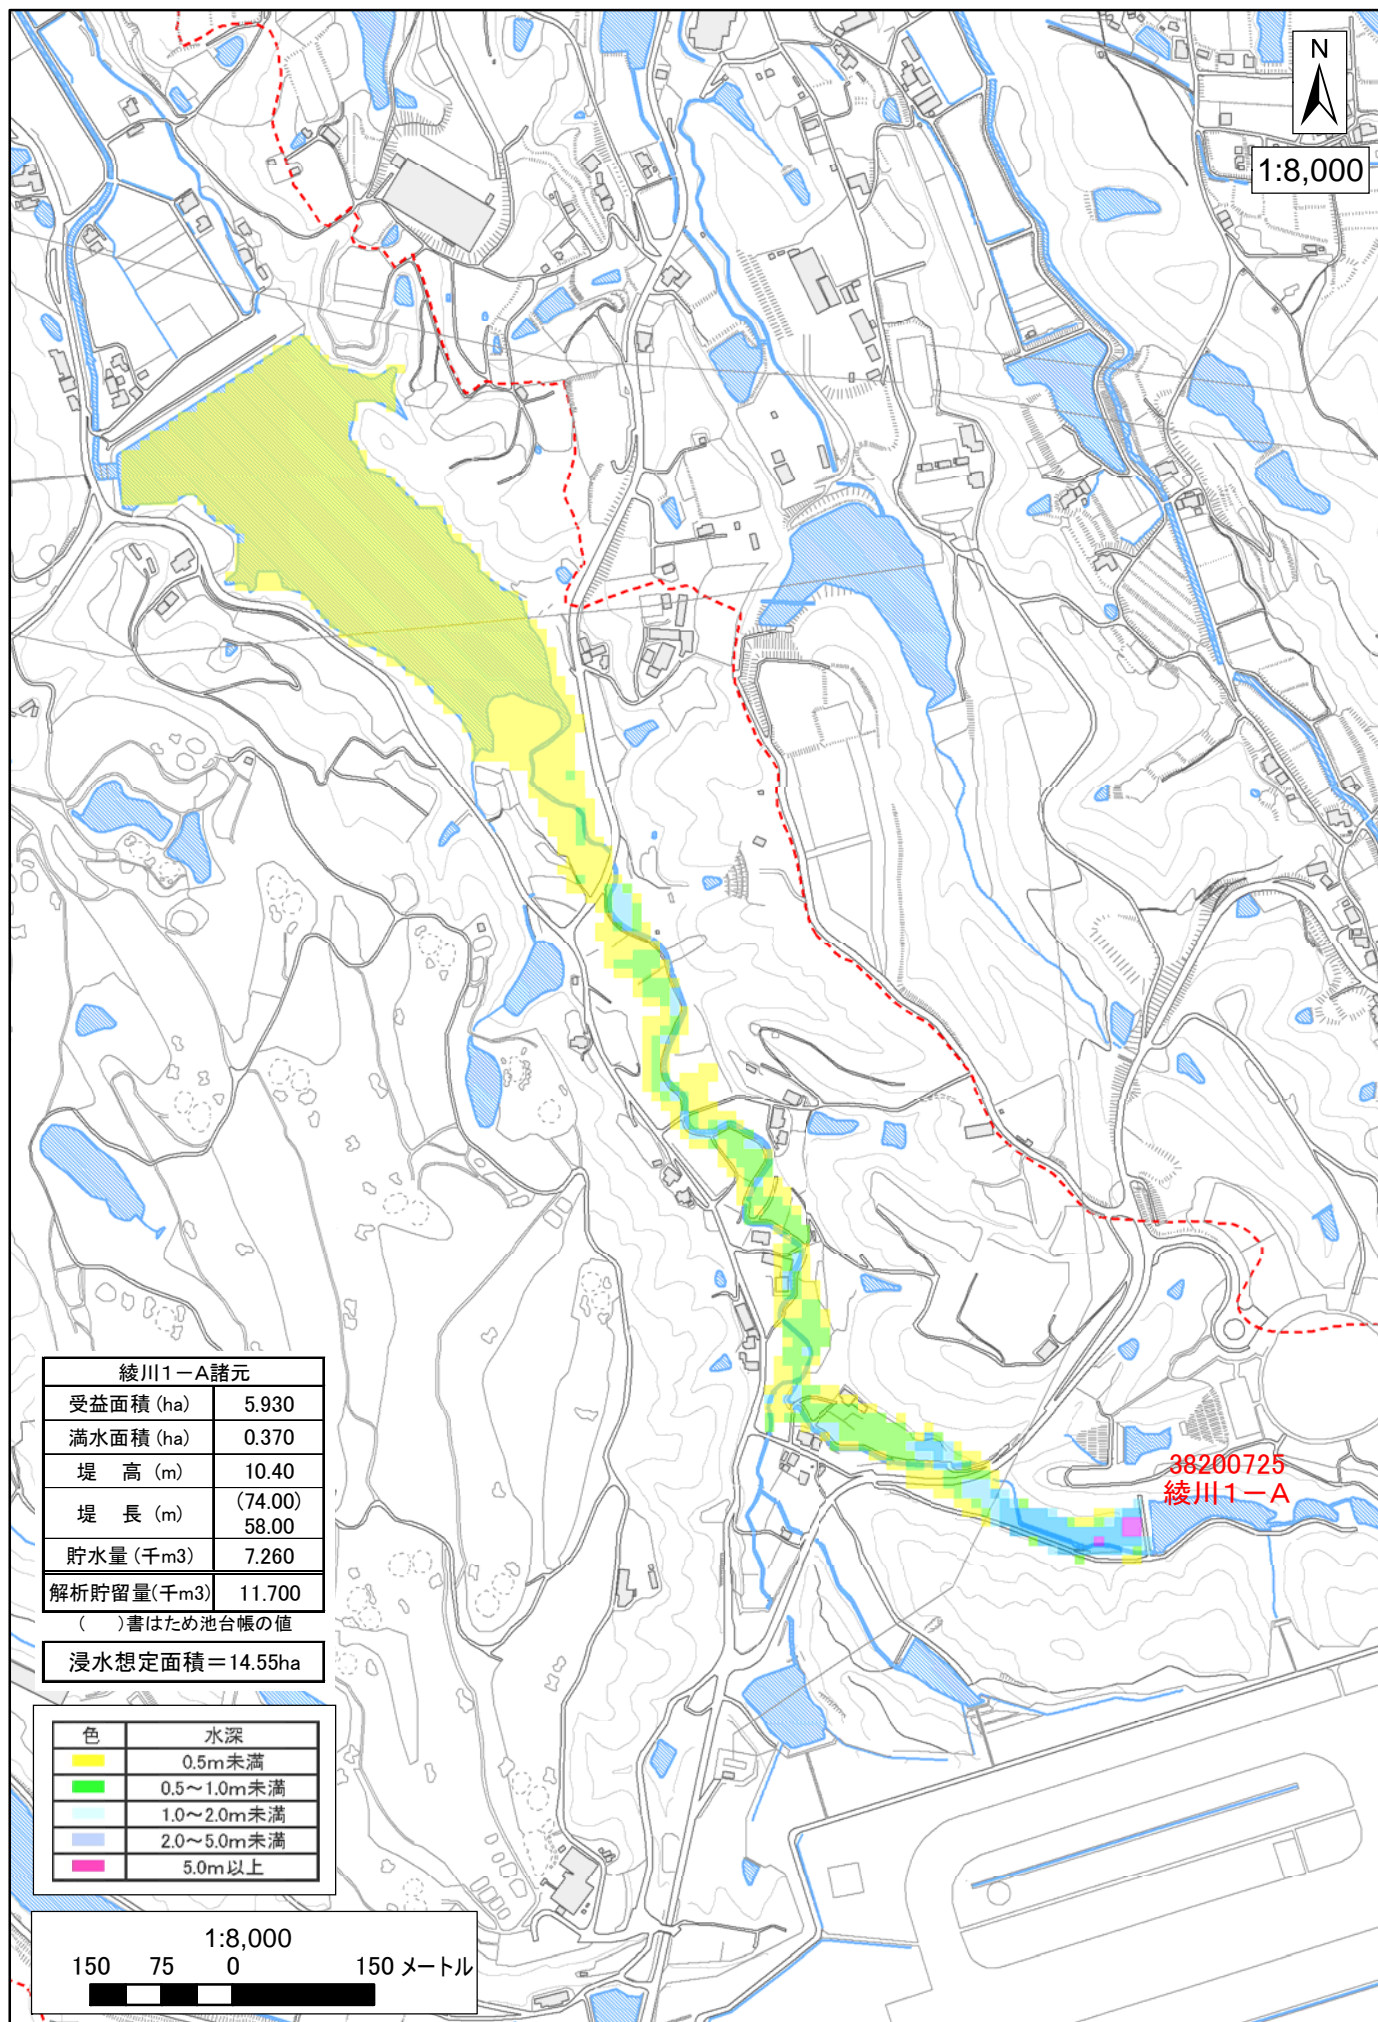 N
1:8,000
38200725
綾川1－A
綾川1－A諸元
受益面積(ha) 5.930
満水面積(ha) 0.370
堤　高 (m) 10.40
堤　長 (m) (74.00) 58.00
貯水量(千m3) 7.260
解析貯留量(千m3) 11.700
(　)書はため池台帳の値
浸水想定面積＝14.55ha
色 水深
0.5m未満
0.5～1.0m未満
1.0～2.0m未満
2.0～5.0m未満
5.0m以上
1:8,000
150 75 0 150 メートル